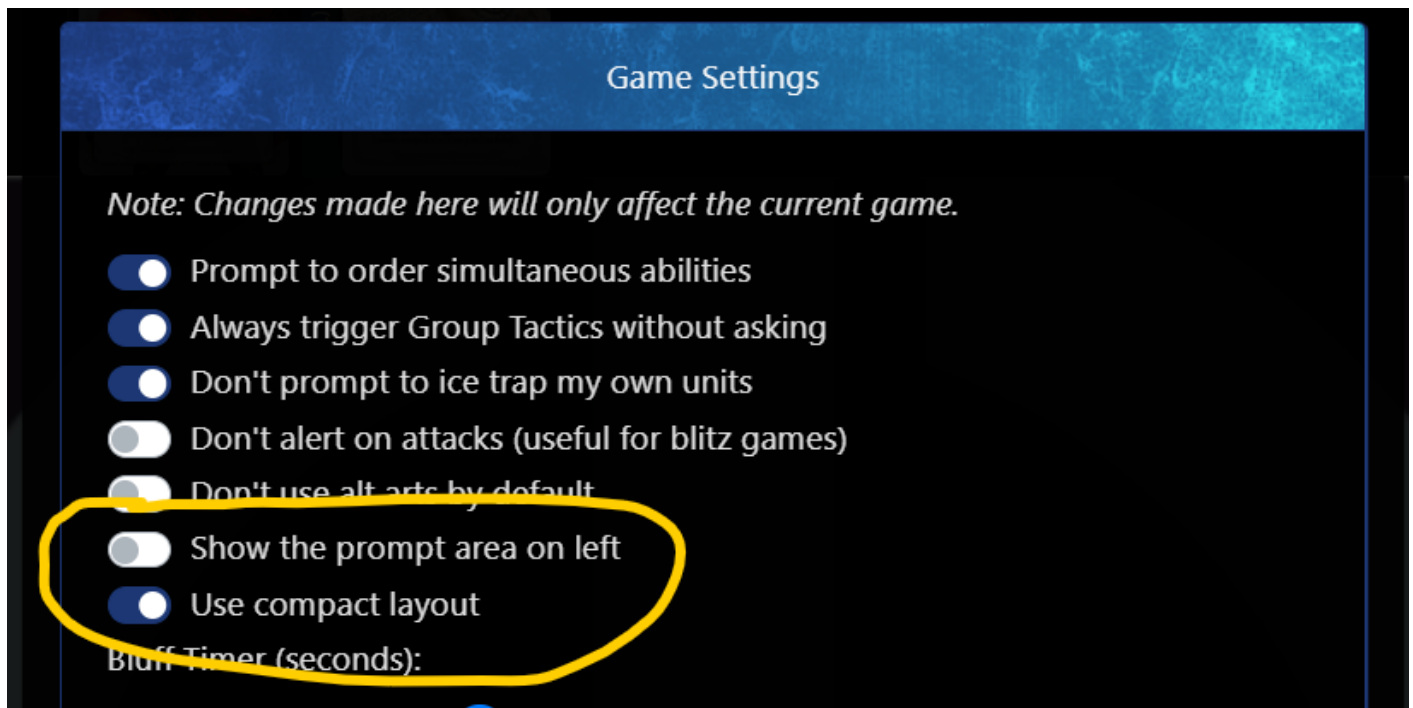 Game Settings
Note: Changes made here will only affect the current game.
Prompt to order simultaneous abilities
Always trigger Group Tactics without asking
Don't prompt to ice trap my own units
Don't alert on attacks (useful for blitz games)
Don't use alt arts by default
Show the prompt area on left
Use compact layout
Bluff Timer (seconds):